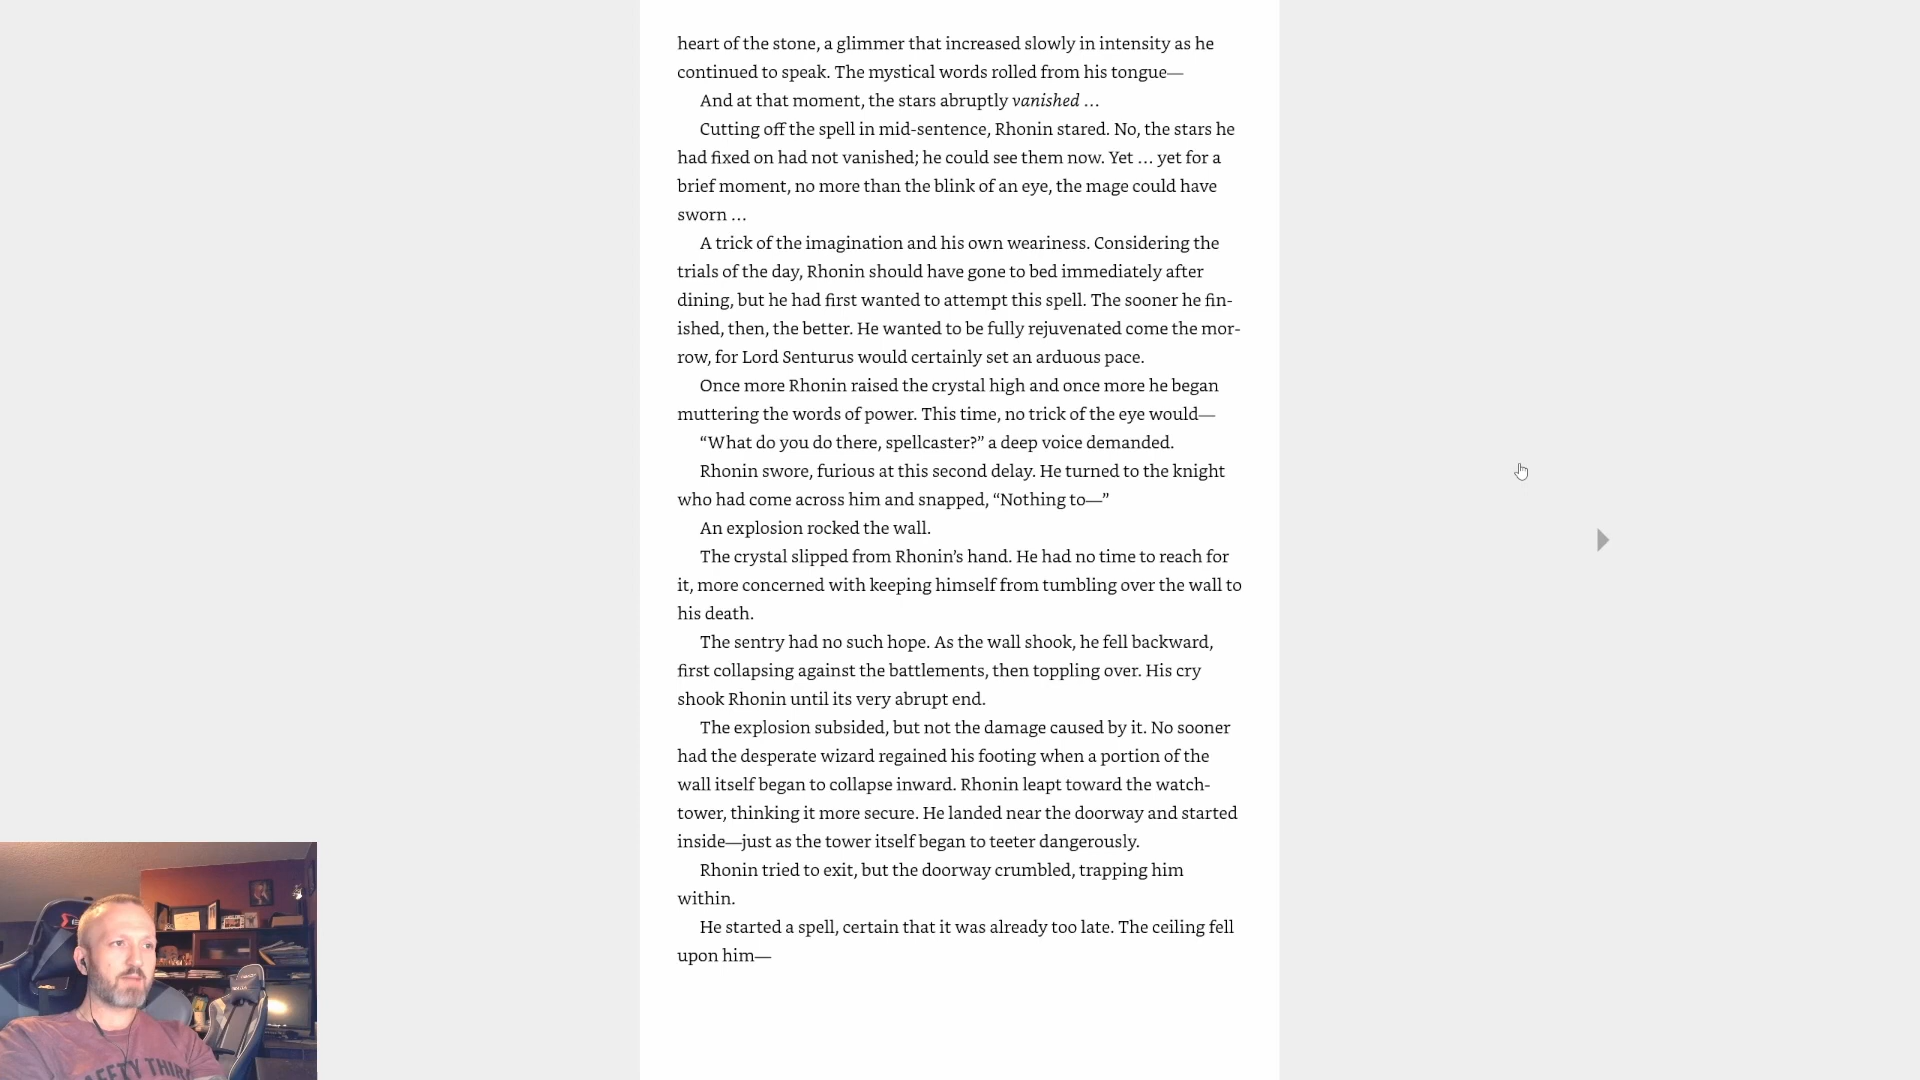 heart of the stone, a glimmer that increased slowly in intensity as he
continued to speak. The mystical words rolled from his tongue—
And at that moment, the stars abruptly vanished …
Cutting off the spell in mid-sentence, Rhonin stared. No, the stars he
had fixed on had not vanished; he could see them now. Yet … yet for a
brief moment, no more than the blink of an eye, the mage could have
sworn …
A trick of the imagination and his own weariness. Considering the
trials of the day, Rhonin should have gone to bed immediately after
dining, but he had first wanted to attempt this spell. The sooner he fin-
ished, then, the better. He wanted to be fully rejuvenated come the mor-
row, for Lord Senturus would certainly set an arduous pace.
Once more Rhonin raised the crystal high and once more he began
muttering the words of power. This time, no trick of the eye would—
“What do you do there, spellcaster?” a deep voice demanded.
Rhonin swore, furious at this second delay. He turned to the knight
who had come across him and snapped, “Nothing to—”
An explosion rocked the wall.
The crystal slipped from Rhonin’s hand. He had no time to reach for
it, more concerned with keeping himself from tumbling over the wall to
his death.
The sentry had no such hope. As the wall shook, he fell backward,
first collapsing against the battlements, then toppling over. His cry
shook Rhonin until its very abrupt end.
The explosion subsided, but not the damage caused by it. No sooner
had the desperate wizard regained his footing when a portion of the
wall itself began to collapse inward. Rhonin leapt toward the watch-
tower, thinking it more secure. He landed near the doorway and started
inside—just as the tower itself began to teeter dangerously.
Rhonin tried to exit, but the doorway crumbled, trapping him
within.
He started a spell, certain that it was already too late. The ceiling fell
upon him—